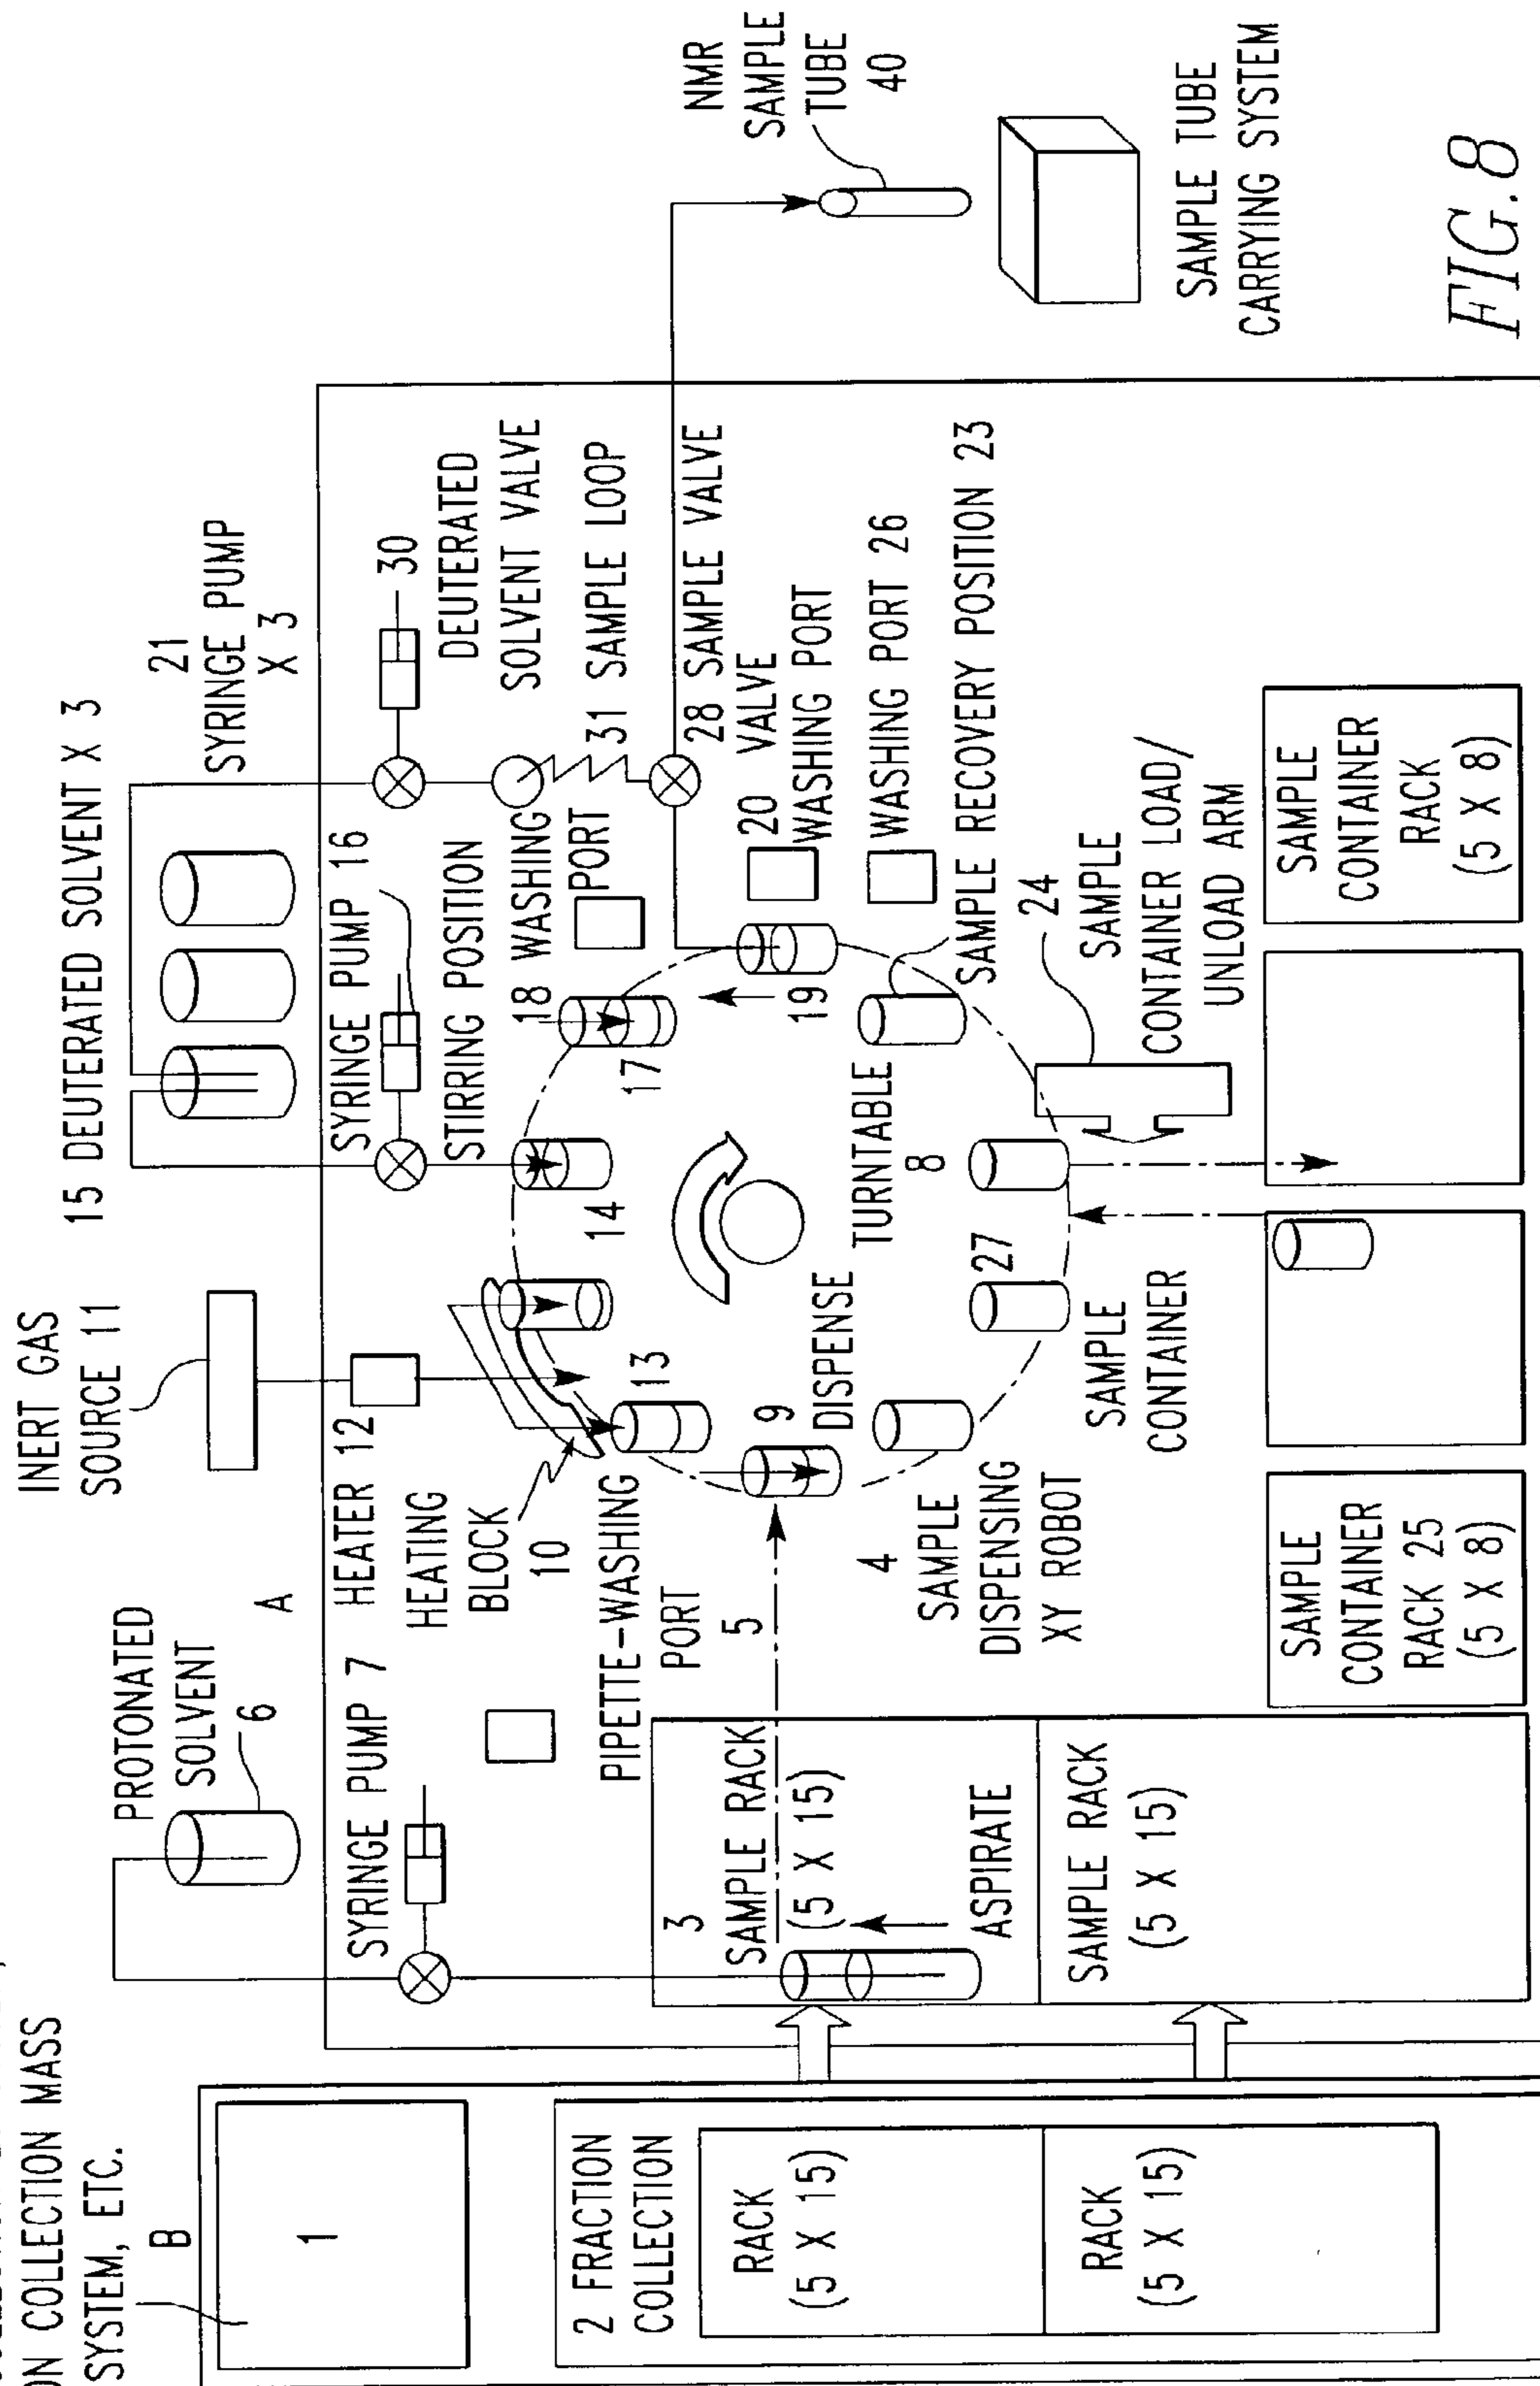 ON COLLECTION MASS
SYSTEM, ETC.
B
1
2 FRACTION
COLLECTION
RACK
(5 X 15)
RACK
(5 X 15)
PROTONATED
SOLVENT
6
A
SYRINGE PUMP 7
PIPETTE-WASHING
PORT
5
3
SAMPLE RACK
(5 X 15)
ASPIRATE
SAMPLE RACK
(5 X 15)
INERT GAS
SOURCE 11
HEATER 12
HEATING
BLOCK
10
13
9
DISPENSE
4
SAMPLE
DISPENSING
XY ROBOT
SAMPLE
CONTAINER
RACK 25
(5 X 8)
15 DEUTERATED SOLVENT X 3
SYRINGE PUMP 16
STIRRING POSITION
14
17
18 WASHING
PORT
TURNTABLE
8
27
SAMPLE
CONTAINER
21
SYRINGE PUMP
X 3
30
DEUTERATED
SOLVENT VALVE
31 SAMPLE LOOP
28 SAMPLE VALVE
20 VALVE
WASHING PORT
WASHING PORT 26
19
SAMPLE RECOVERY POSITION 23
24
SAMPLE
CONTAINER LOAD/
UNLOAD ARM
SAMPLE
CONTAINER
RACK
(5 X 8)
NMR
SAMPLE
TUBE
40
SAMPLE TUBE
CARRYING SYSTEM
FIG. 8